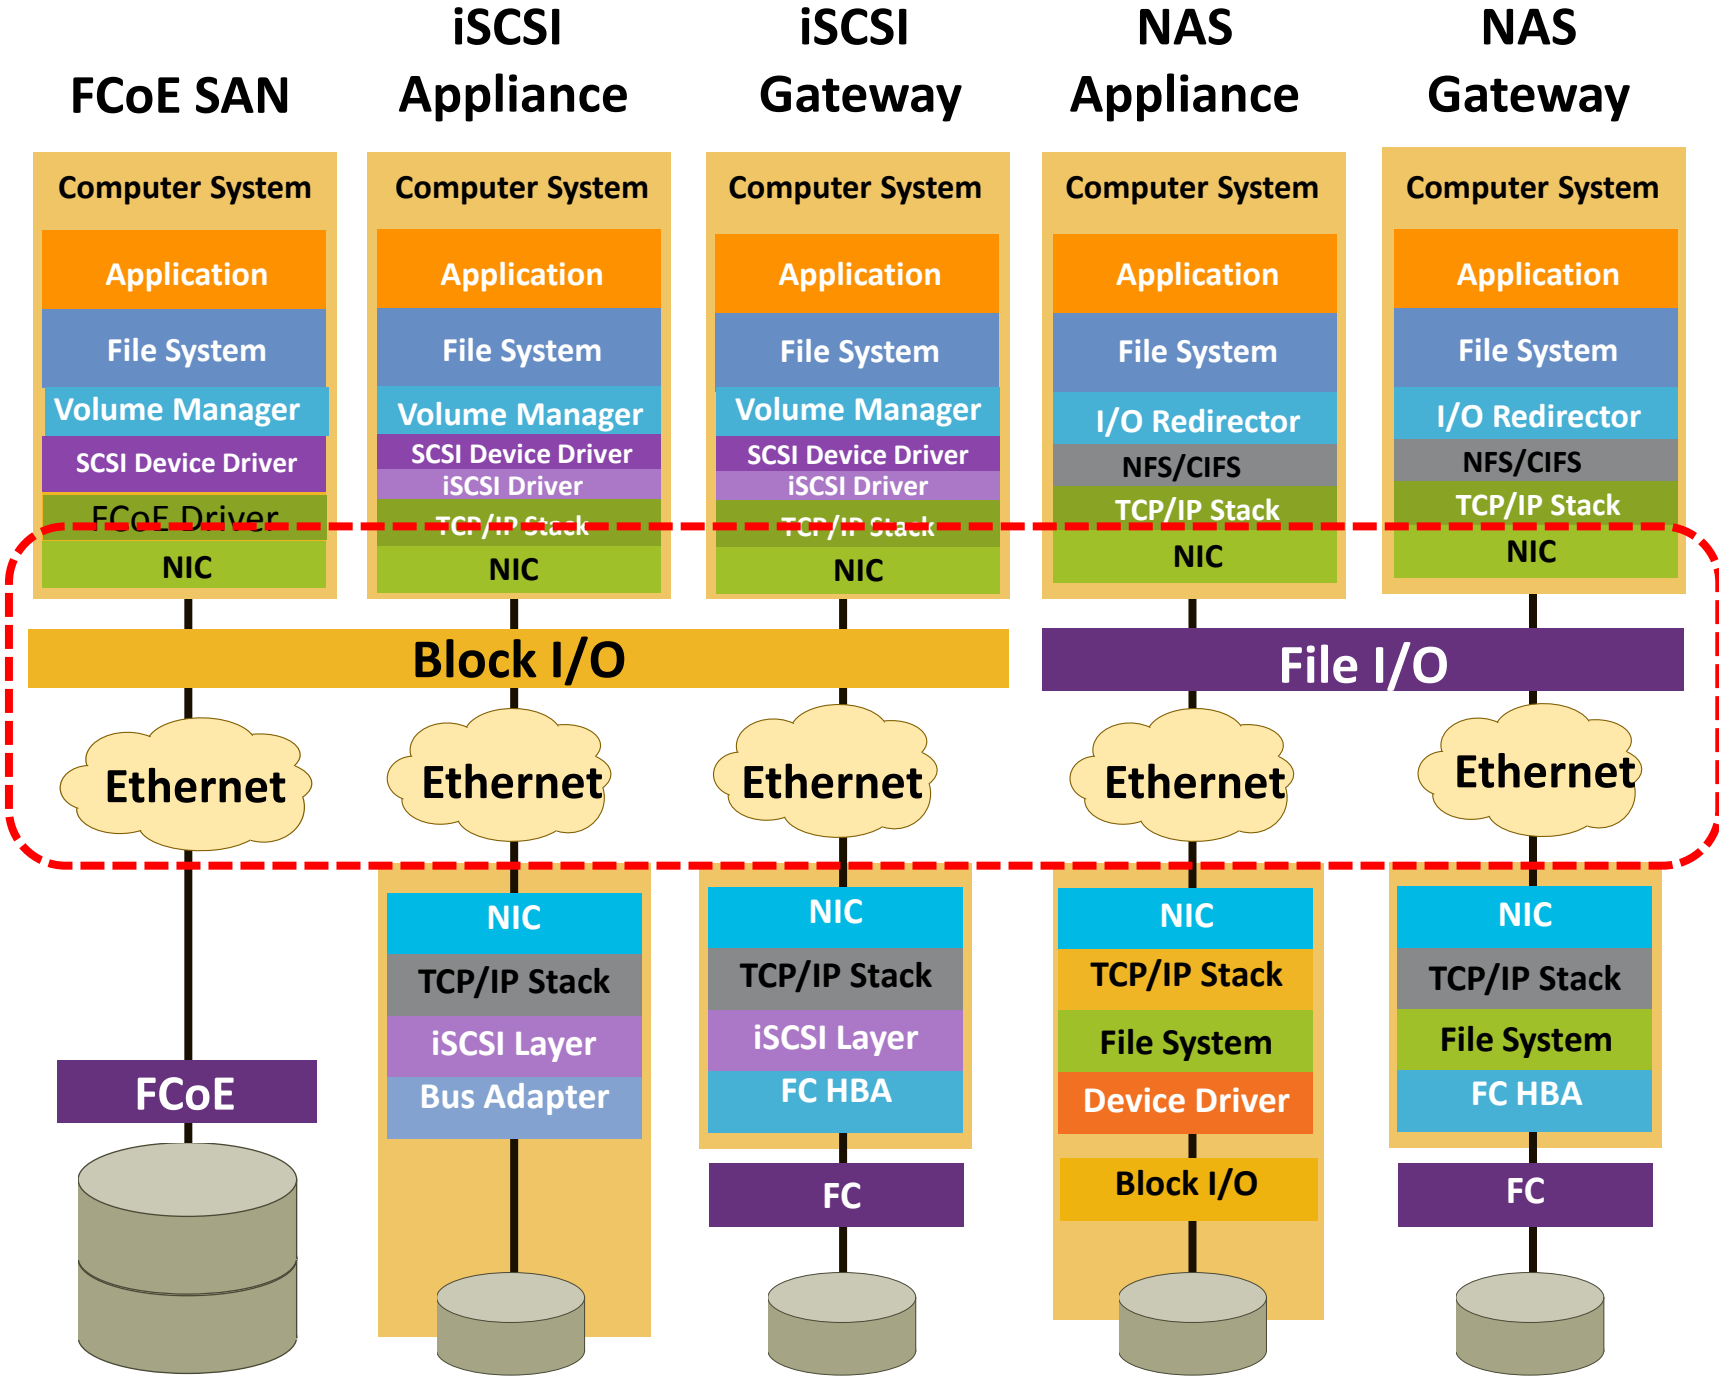 FCoE SAN
iSCSI
Appliance
iSCSI
Gateway
NAS
Appliance
NAS
Gateway
Computer System
Application
File System
Volume Manager
SCSI Device Driver
FCoE Driver
NIC
Computer System
Application
File System
Volume Manager
SCSI Device Driver
iSCSI Driver
TCP/IP Stack
NIC
Computer System
Application
File System
Volume Manager
SCSI Device Driver
iSCSI Driver
TCP/IP Stack
NIC
Computer System
Application
File System
I/O Redirector
NFS/CIFS
TCP/IP Stack
NIC
Computer System
Application
File System
I/O Redirector
NFS/CIFS
TCP/IP Stack
NIC
Block I/O
File I/O
Ethernet
Ethernet
Ethernet
Ethernet
Ethernet
FCoE
NIC
TCP/IP Stack
iSCSI Layer
Bus Adapter
NIC
TCP/IP Stack
iSCSI Layer
FC HBA
FC
NIC
TCP/IP Stack
File System
Device Driver
Block I/O
NIC
TCP/IP Stack
File System
FC HBA
FC